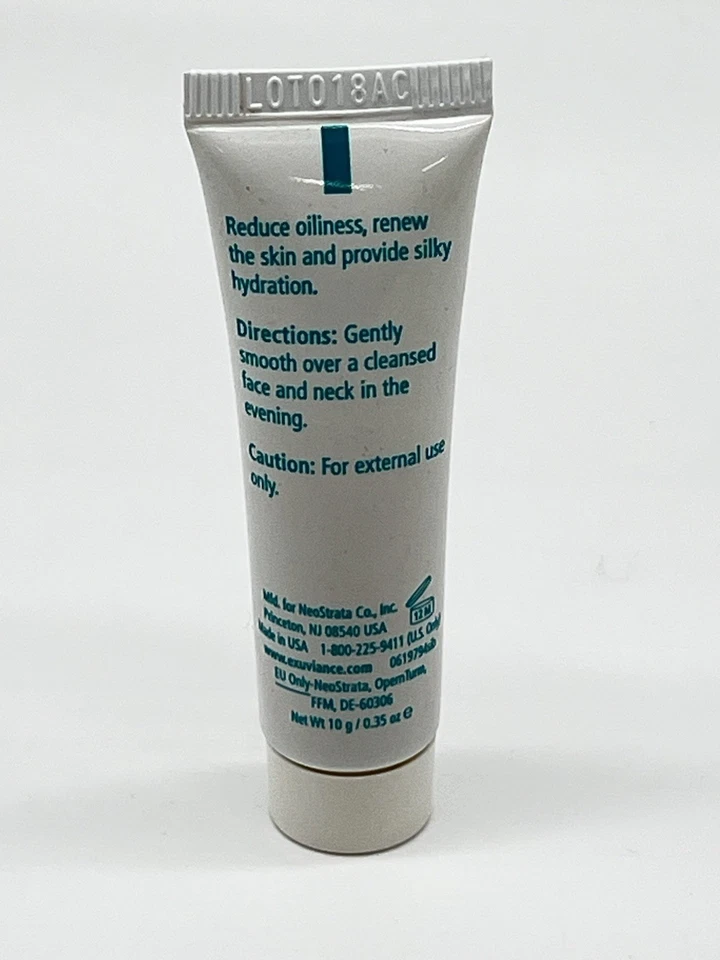 LOT018AC
Reduce oiliness, renew
the skin and provide silky
hydration.
Directions: Gently
smooth over a cleansed
face and neck in the
evening.
Caution: For external use
only.
Mfd. for NeoStrata Co., Inc.
Princeton, NJ 08540 USA
12 M
Made in USA 1-800-225-9411 (U.S. Only)
www.exuviance.com
EU Only-NeoStrata, OpernTurm,
FFM, DE-60306
Net Wt 10 g / 0.35 oz e